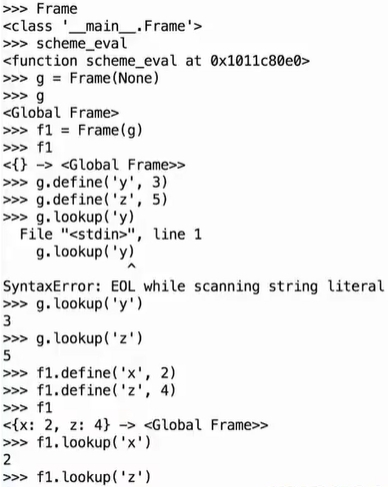 >>> Frame
<class '__main__.Frame'>
>>> scheme_eval
<function scheme_eval at 0x1011c80e0>
>>> g = Frame(None)
>>> g
<Global Frame>
>>> f1 = Frame(g)
>>> f1
<{} -> <Global Frame>>
>>> g.define('y', 3)
>>> g.define('z', 5)
>>> g.lookup('y)
  File "<stdin>", line 1
    g.lookup('y)
               ^
SyntaxError: EOL while scanning string literal
>>> g.lookup('y')
3
>>> g.lookup('z')
5
>>> f1.define('x', 2)
>>> f1.define('z', 4)
>>> f1
<{x: 2, z: 4} -> <Global Frame>>
>>> f1.lookup('x')
2
>>> f1.lookup('z')